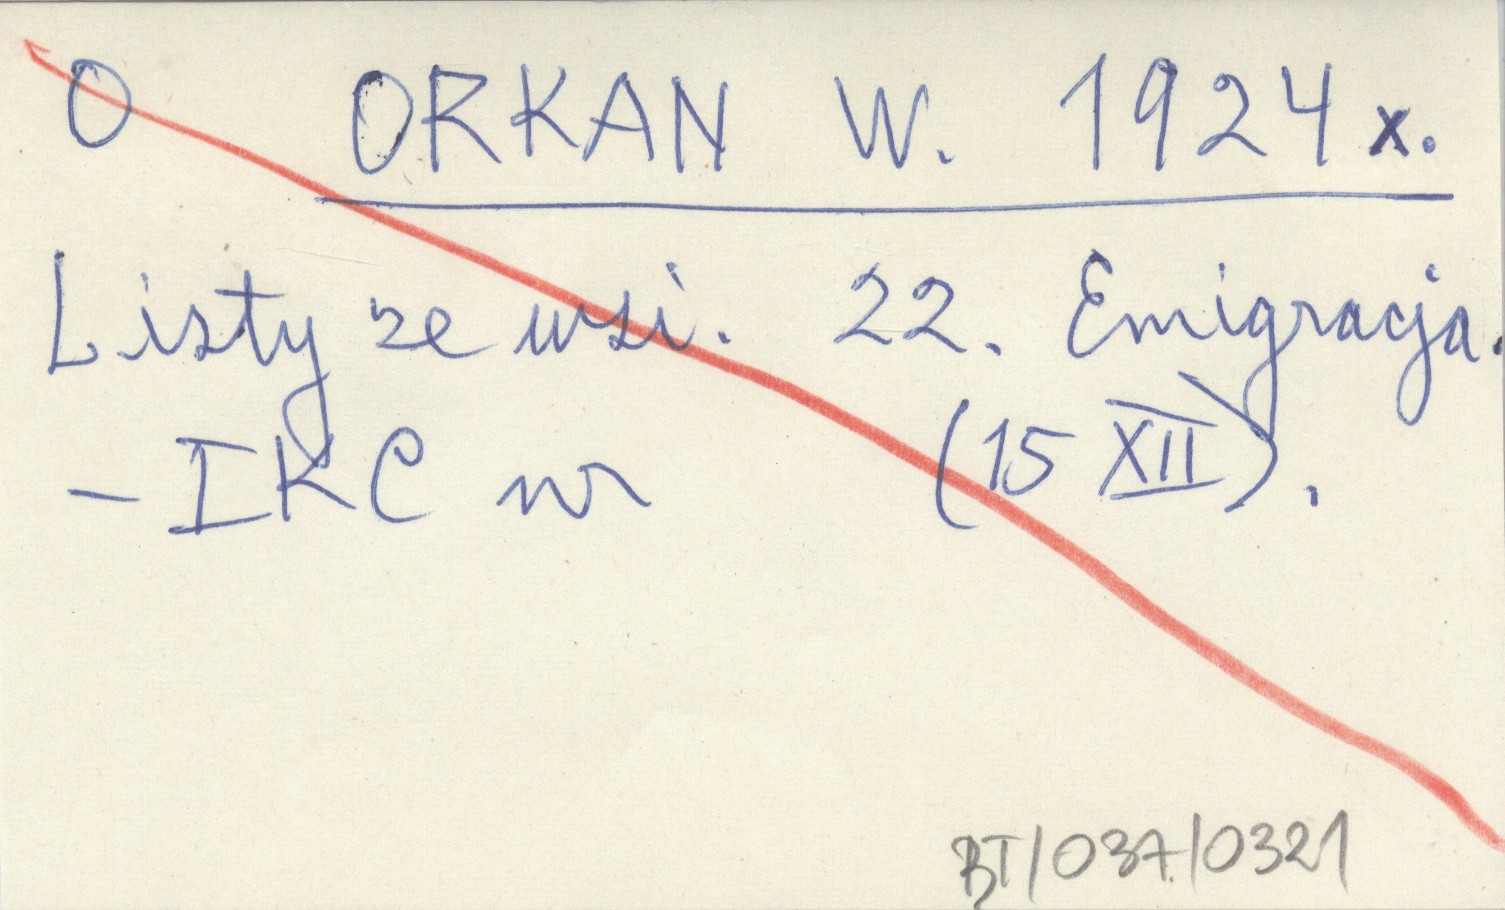 O ORKAN W. 1924 x.
Listy ze wsi. 22. Emigracja.
- IKC nr (15 XII).
BT/037/0321